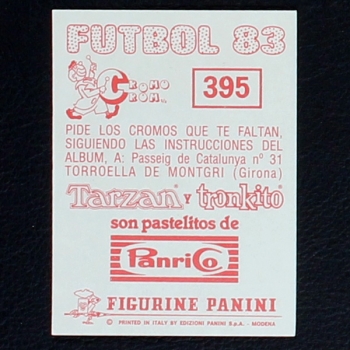 FUTBOL 83
CROMO CROM
395
PIDE LOS CROMOS QUE TE FALTAN,
SIGUIENDO LAS INSTRUCCIONES DEL
ALBUM, A: Passeig de Catalunya nº 31
TORROELLA DE MONTGRI (Girona)
Tarzan® Y tronkito®
son pastelitos de
PanriCo
FIGURINE PANINI
© PRINTED IN ITALY BY EDIZIONI PANINI S.p.A. - MODENA